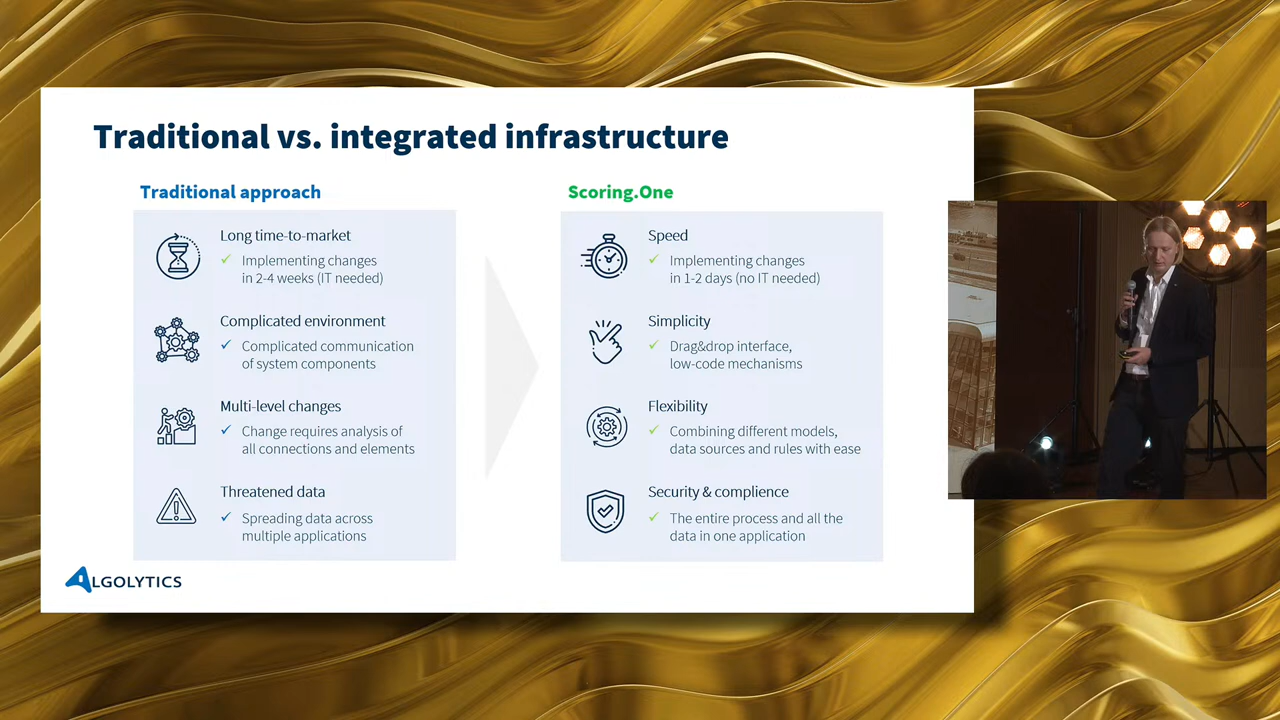 Traditional vs. integrated infrastructure
Traditional approach
Long time-to-market
Implementing changes
in 2-4 weeks (IT needed)
Complicated environment
Complicated communication
of system components
Multi-level changes
Change requires analysis of
all connections and elements
Threatened data
Spreading data across
multiple applications
Scoring.One
Speed
Implementing changes
in 1-2 days (no IT needed)
Simplicity
Drag&drop interface,
low-code mechanisms
Flexibility
Combining different models,
data sources and rules with ease
Security & complience
The entire process and all the
data in one application
ALGOLYTICS